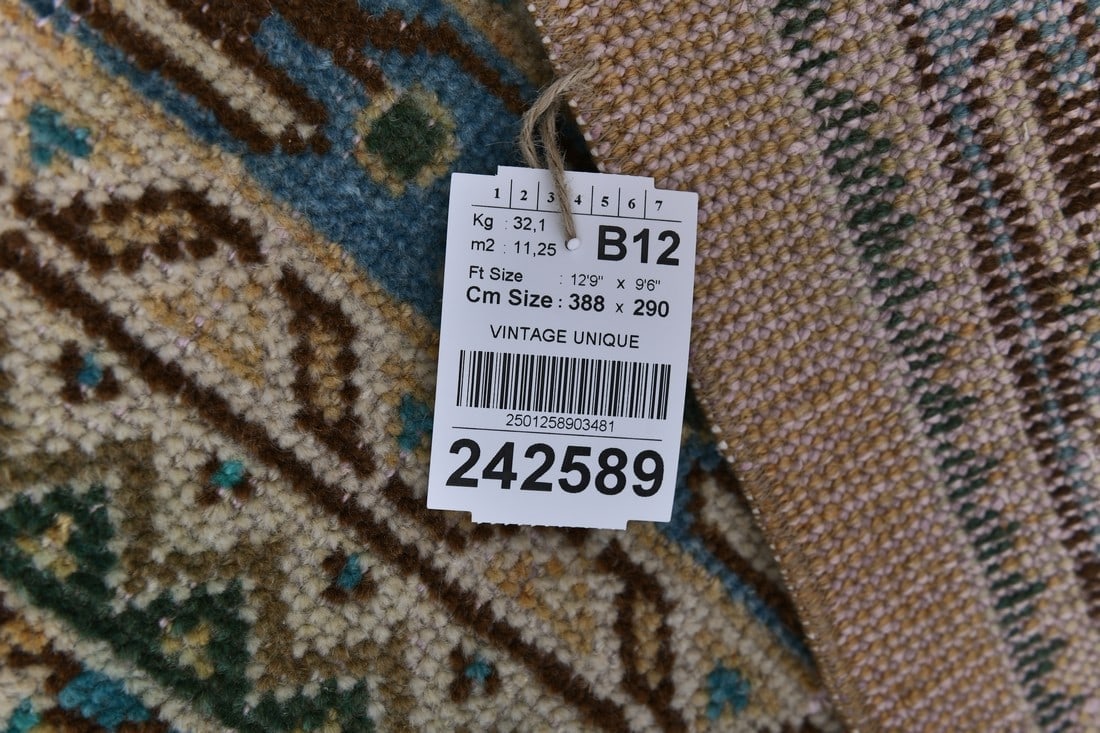 1 2 3 4 5 6 7
Kg : 32,1
m2 : 11,25
B12
Ft Size : 12'9" x 9'6"
Cm Size : 388 x 290
VINTAGE UNIQUE
2501258903481
242589